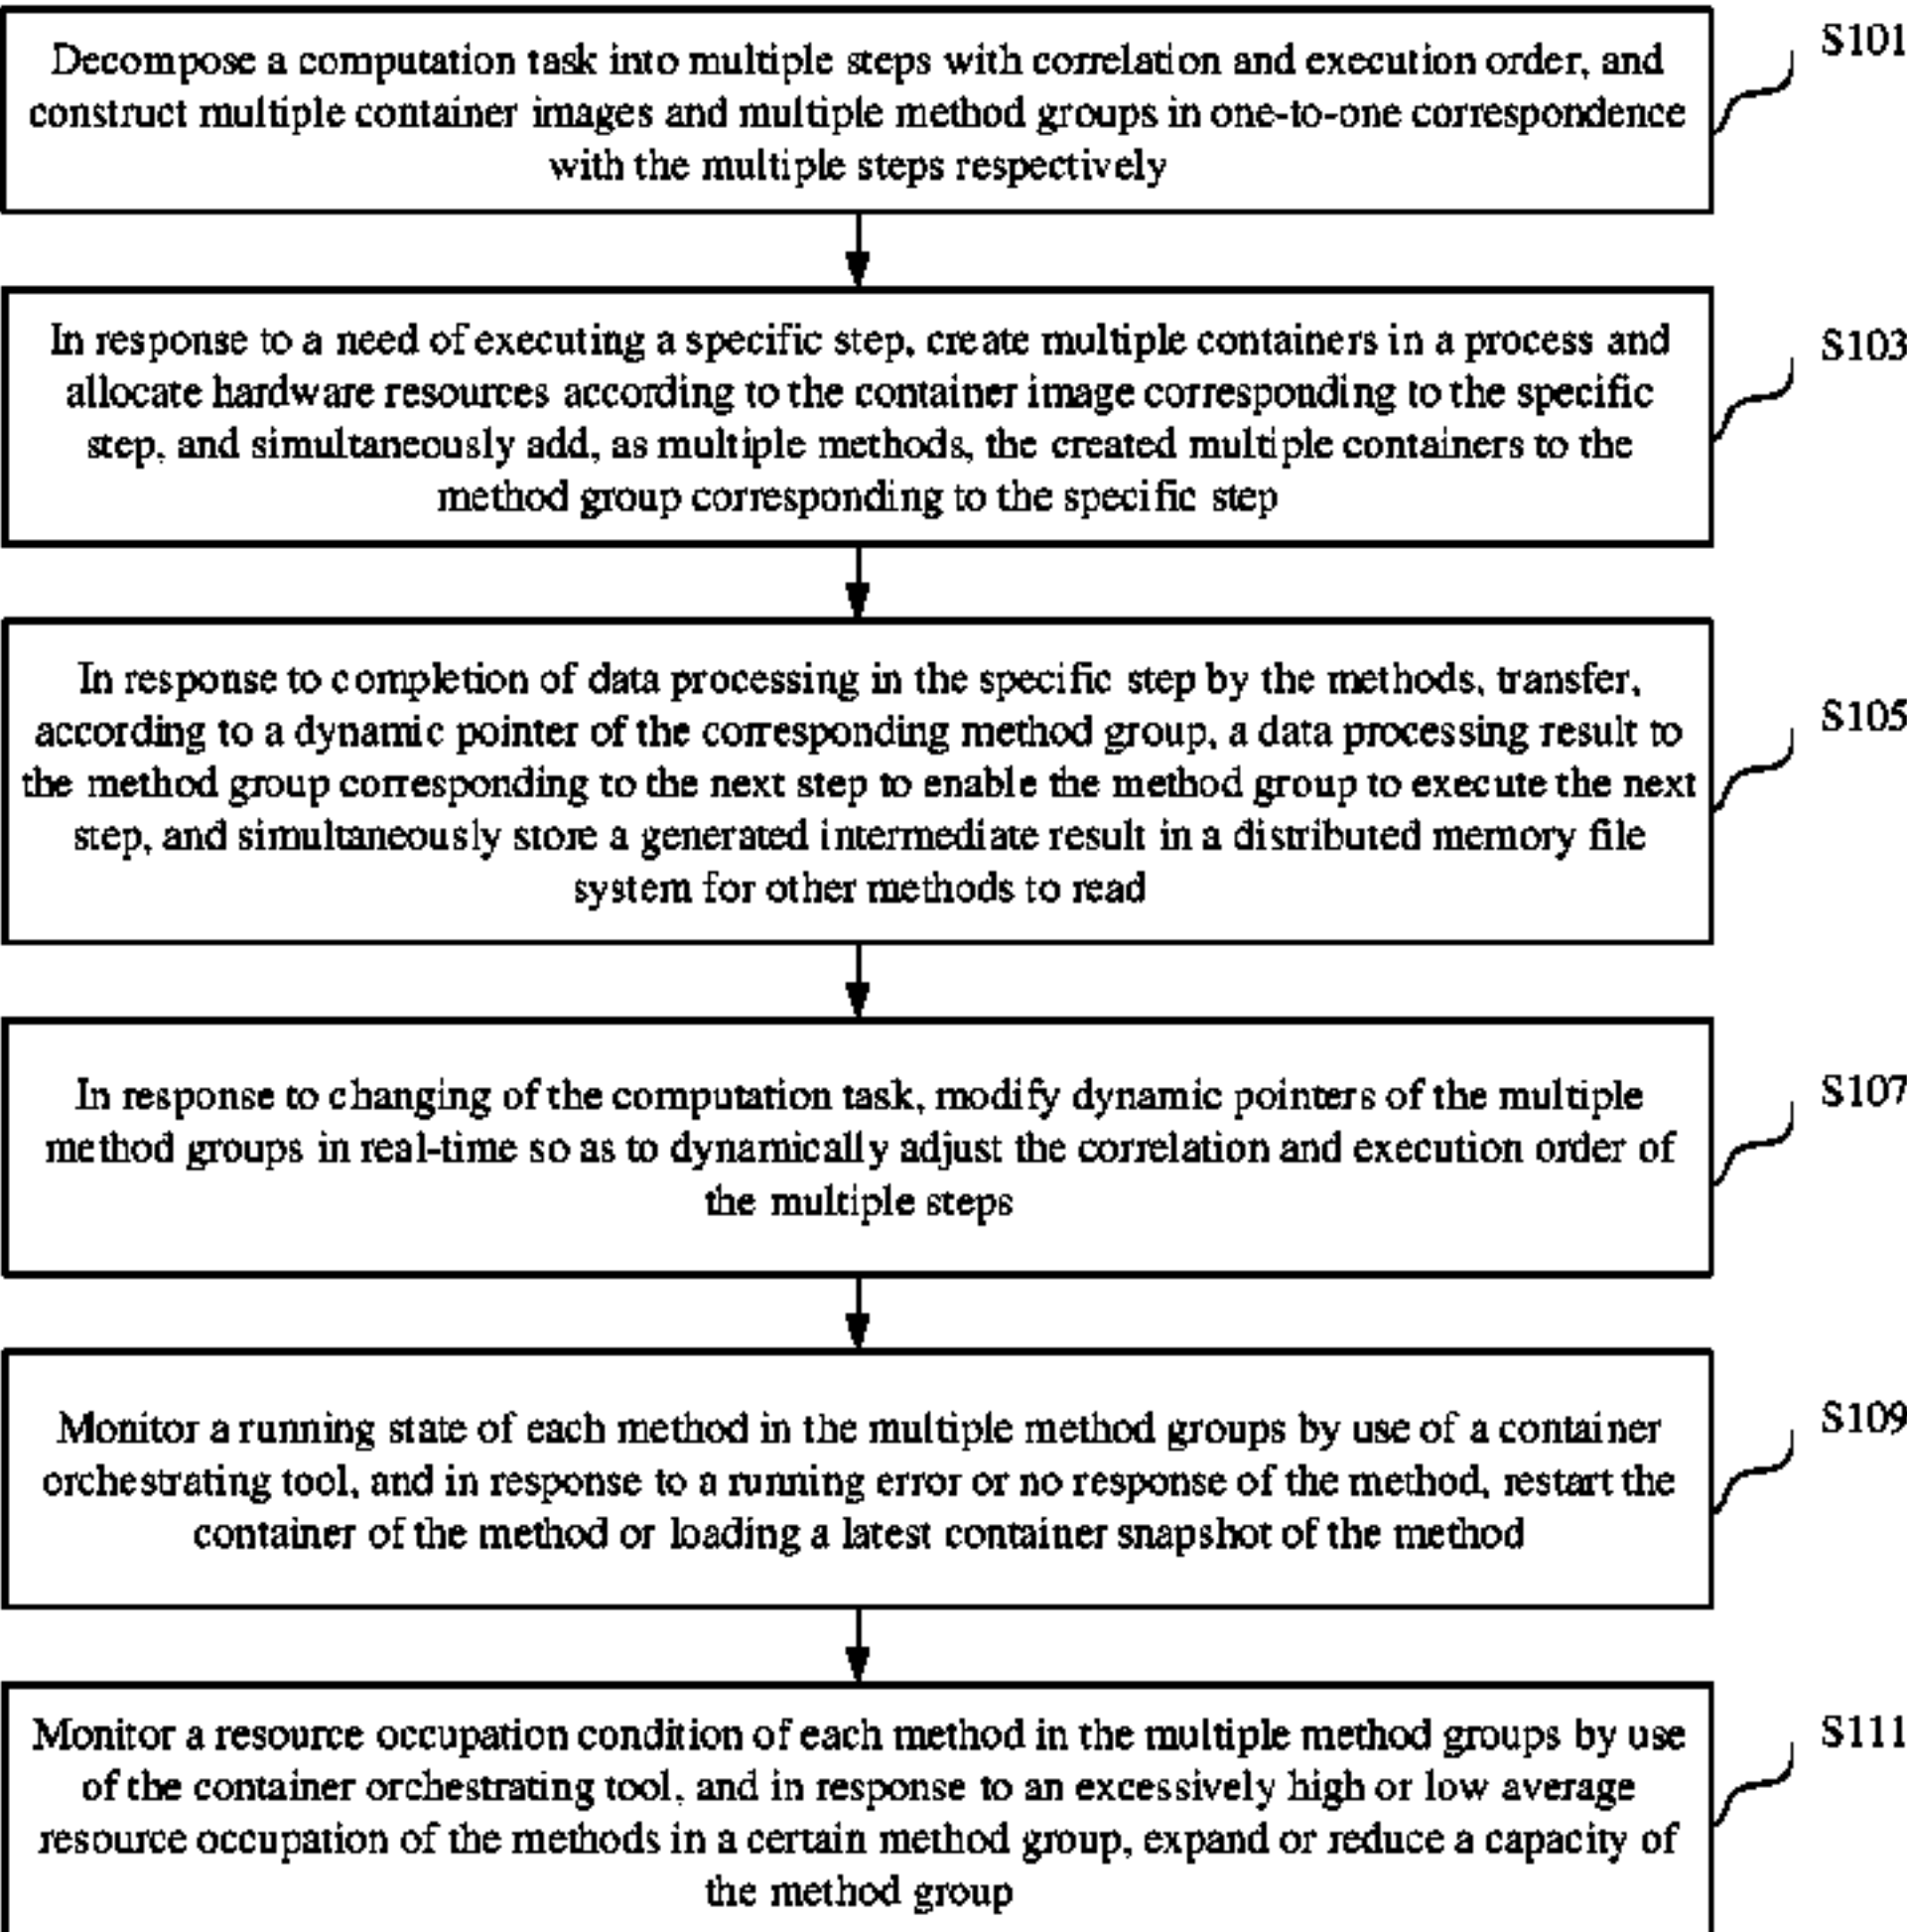 Decompose a computation task into multiple steps with correlation and execution order, and
construct multiple container images and multiple method groups in one-to-one correspondence
with the multiple steps respectively
S101
In response to a need of executing a specific step, create multiple containers in a process and
allocate hardware resources according to the container image corresponding to the specific
step, and simultaneously add, as multiple methods, the created multiple containers to the
method group corresponding to the specific step
S103
In response to completion of data processing in the specific step by the methods, transfer,
according to a dynamic pointer of the corresponding method group, a data processing result to
the method group corresponding to the next step to enable the method group to execute the next
step, and simultaneously store a generated intermediate result in a distributed memory file
system for other methods to read
S105
In response to changing of the computation task, modify dynamic pointers of the multiple
method groups in real-time so as to dynamically adjust the correlation and execution order of
the multiple steps
S107
Monitor a running state of each method in the multiple method groups by use of a container
orchestrating tool, and in response to a running error or no response of the method, restart the
container of the method or loading a latest container snapshot of the method
S109
Monitor a resource occupation condition of each method in the multiple method groups by use
of the container orchestrating tool, and in response to an excessively high or low average
resource occupation of the methods in a certain method group, expand or reduce a capacity of
the method group
S111